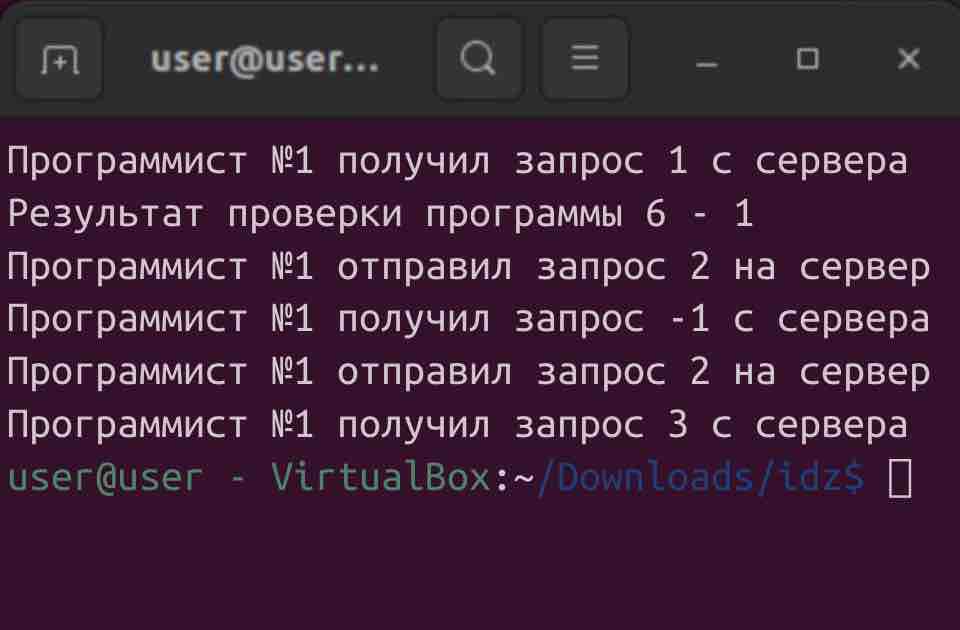 user@user...
Программист №1 получил запрос 1 с сервера
Результат проверки программы 6 - 1
Программист №1 отправил запрос 2 на сервер
Программист №1 получил запрос -1 с сервера
Программист №1 отправил запрос 2 на сервер
Программист №1 получил запрос 3 с сервера
user@user - VirtualBox:~/Downloads/idz$